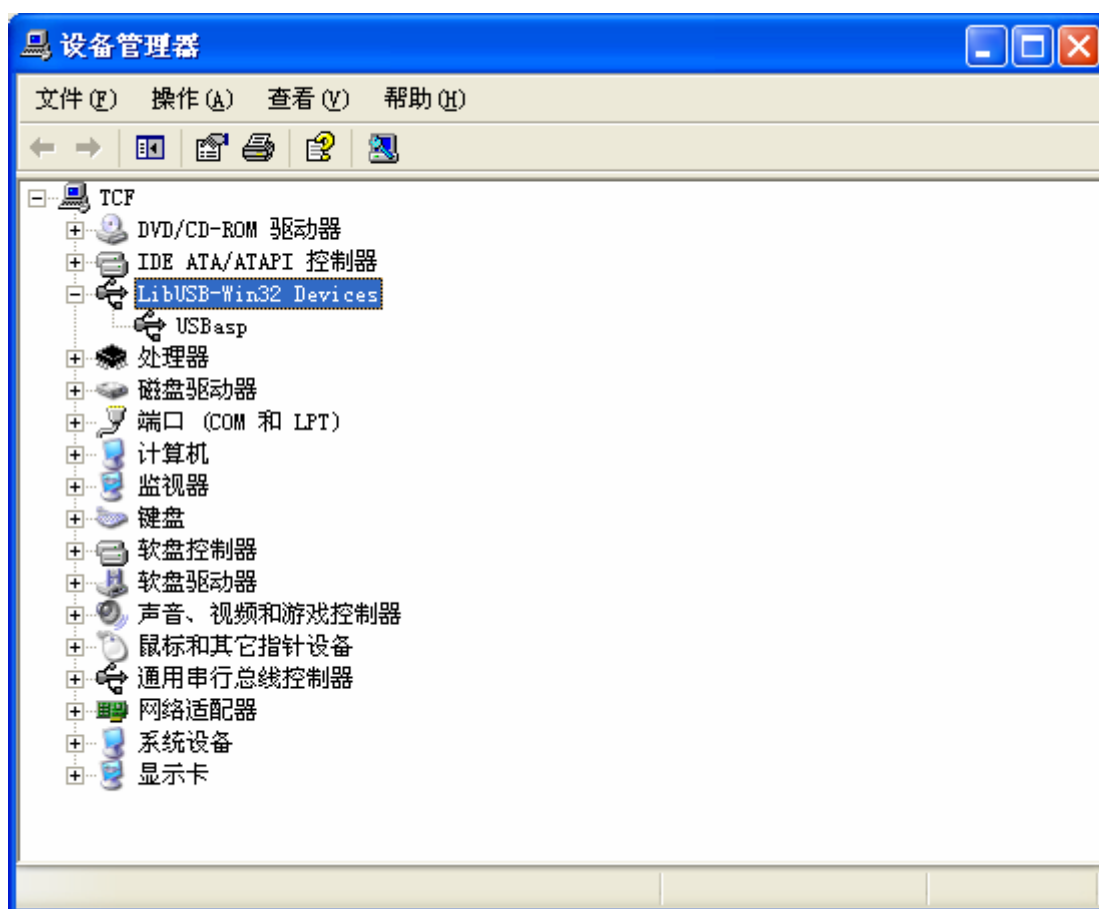 设备管理器
文件(F) 操作(A) 查看(V) 帮助(H)
TCF
DVD/CD-ROM 驱动器
IDE ATA/ATAPI 控制器
LibUSB-Win32 Devices
USBasp
处理器
磁盘驱动器
端口 (COM 和 LPT)
计算机
监视器
键盘
软盘控制器
软盘驱动器
声音、视频和游戏控制器
鼠标和其它指针设备
通用串行总线控制器
网络适配器
系统设备
显示卡